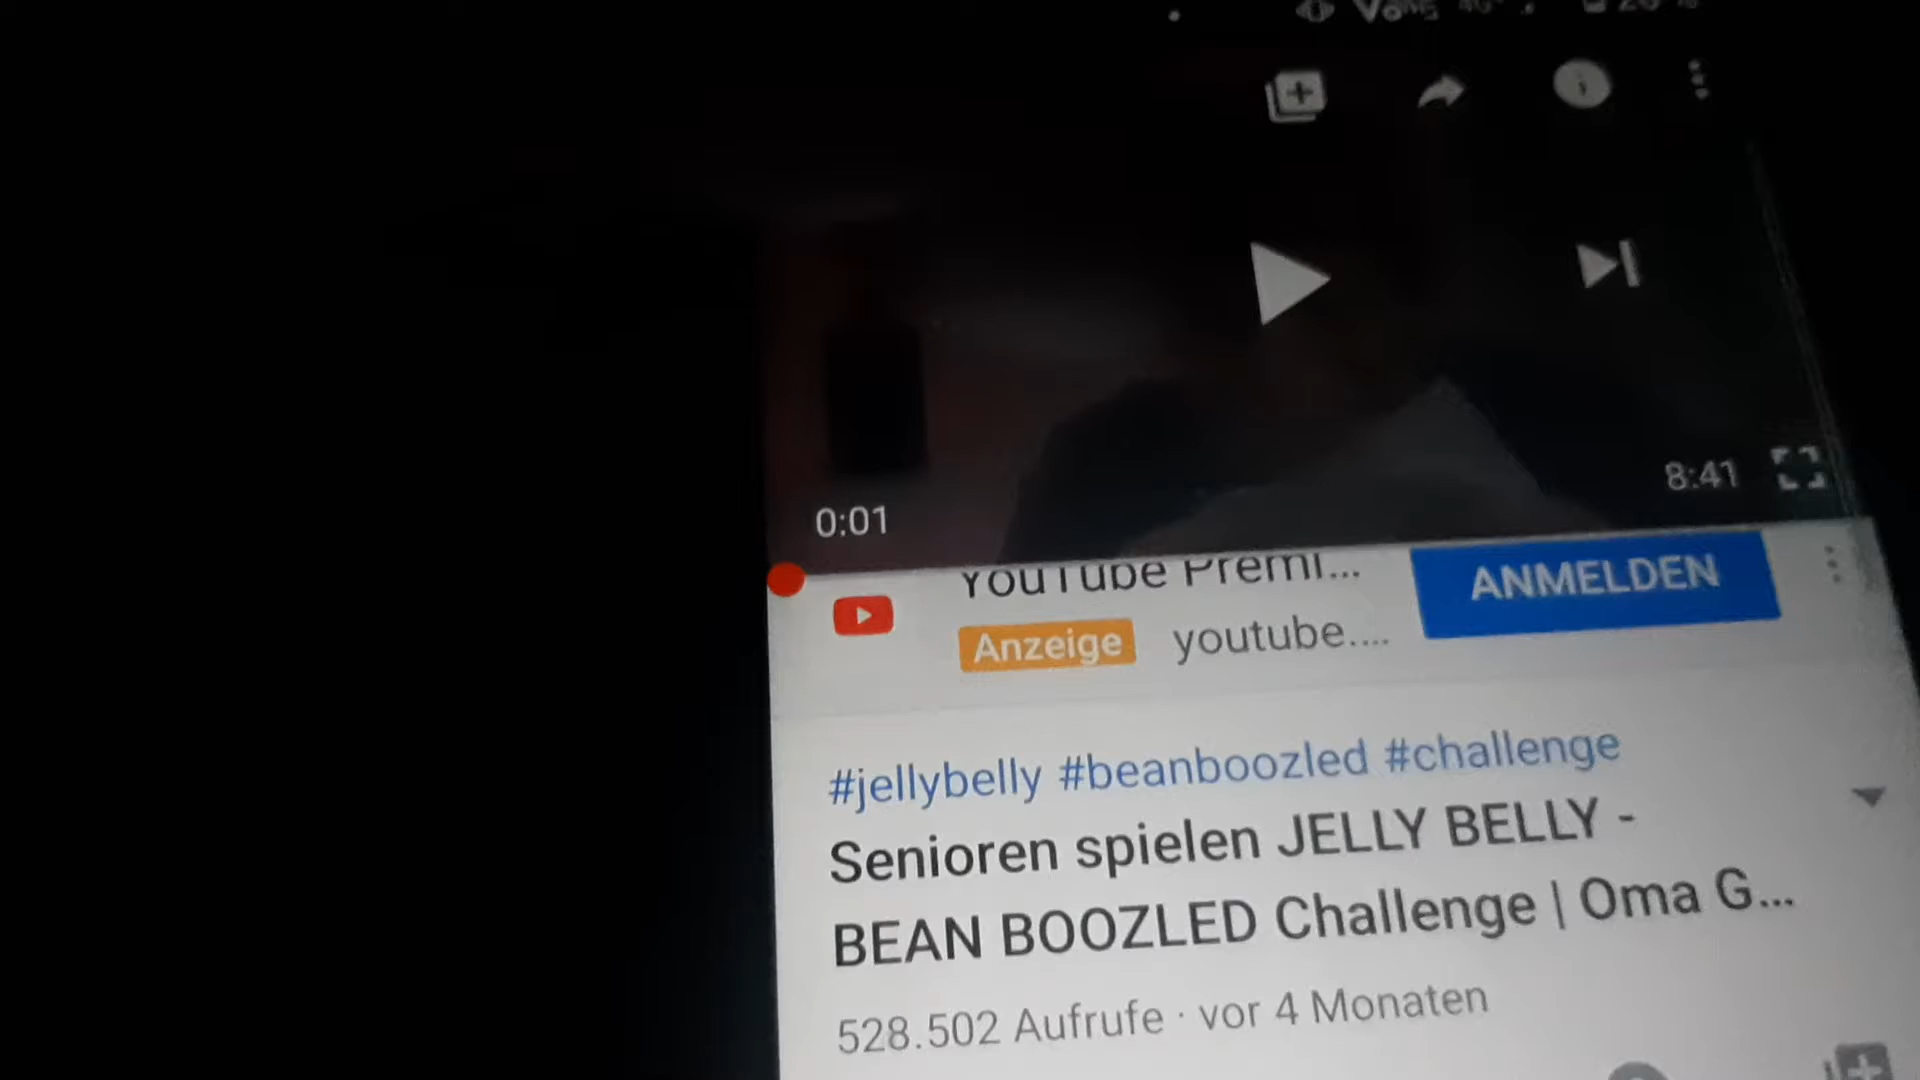 8:41
0:01
YouTube Premi...
ANMELDEN
Anzeige youtube....
#jellybelly #beanboozled #challenge
Senioren spielen JELLY BELLY -
BEAN BOOZLED Challenge | Oma G...
528.502 Aufrufe · vor 4 Monaten